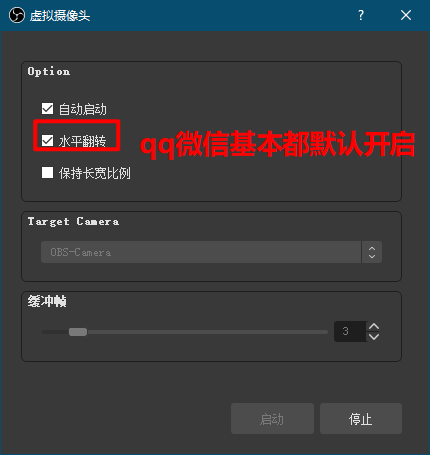 虚拟摄像头
Option
自动启动
水平翻转
qq微信基本都默认开启
保持长宽比例
Target Camera
OBS-Camera
缓冲帧
3
启动
停止